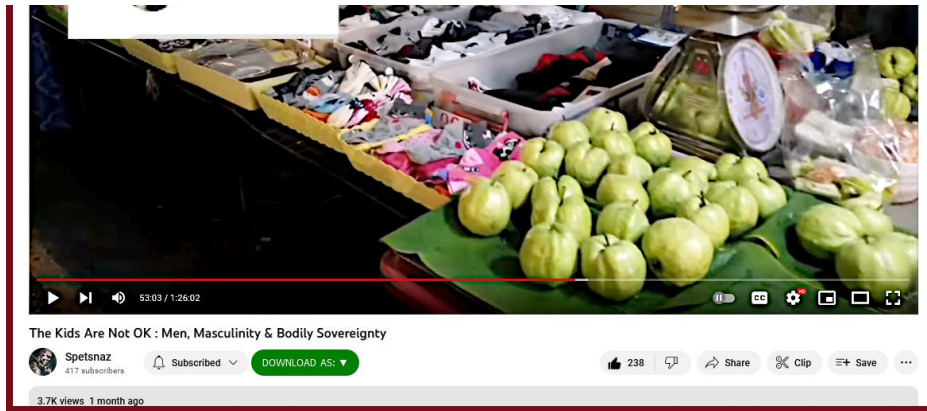 53:03 / 1:26:02
CC
HD
The Kids Are Not OK : Men, Masculinity & Bodily Sovereignty
Spetsnaz
417 subscribers
Subscribed
DOWNLOAD AS: ▼
238
Share
Clip
Save
3.7K views 1 month ago